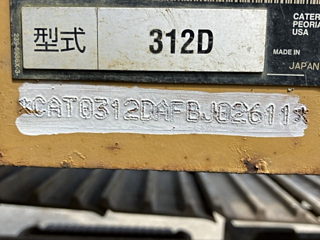 CATER
PEORIA
USA
型式 312D
MADE IN
JAPAN
*CAT0312DAFBJ02611*